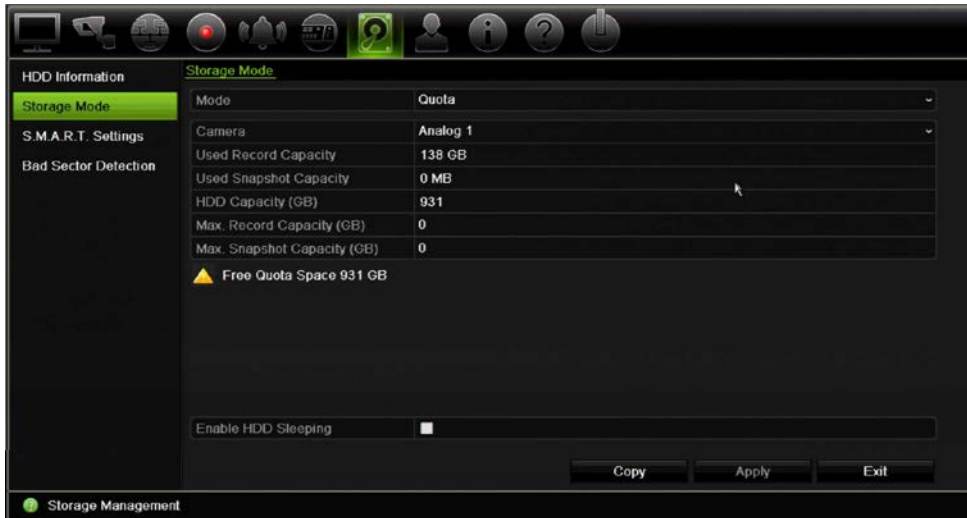 HDD Information
Storage Mode
S.M.A.R.T. Settings
Bad Sector Detection
Storage Mode
Mode Quota
Camera Analog 1
Used Record Capacity 138 GB
Used Snapshot Capacity 0 MB
HDD Capacity (GB) 931
Max. Record Capacity (GB) 0
Max. Snapshot Capacity (GB) 0
Free Quota Space 931 GB
Enable HDD Sleeping
Copy Apply Exit
Storage Management